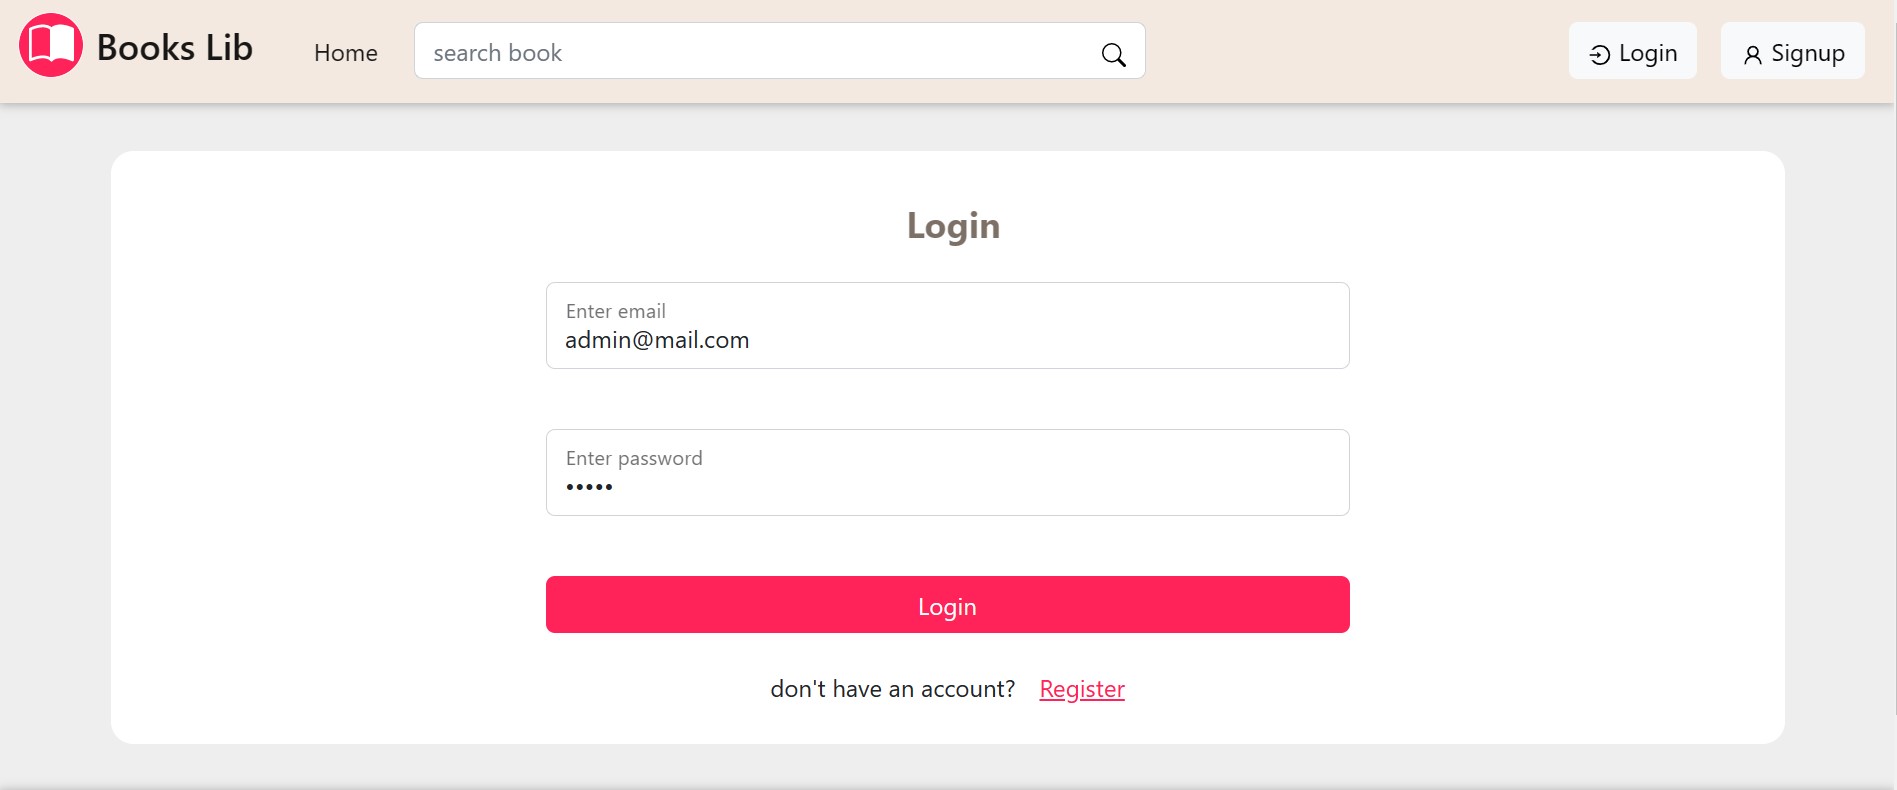 Books Lib
Home
search book
Login
Signup
Login
Enter email
admin@mail.com
Enter password
•••••
Login
don't have an account? Register